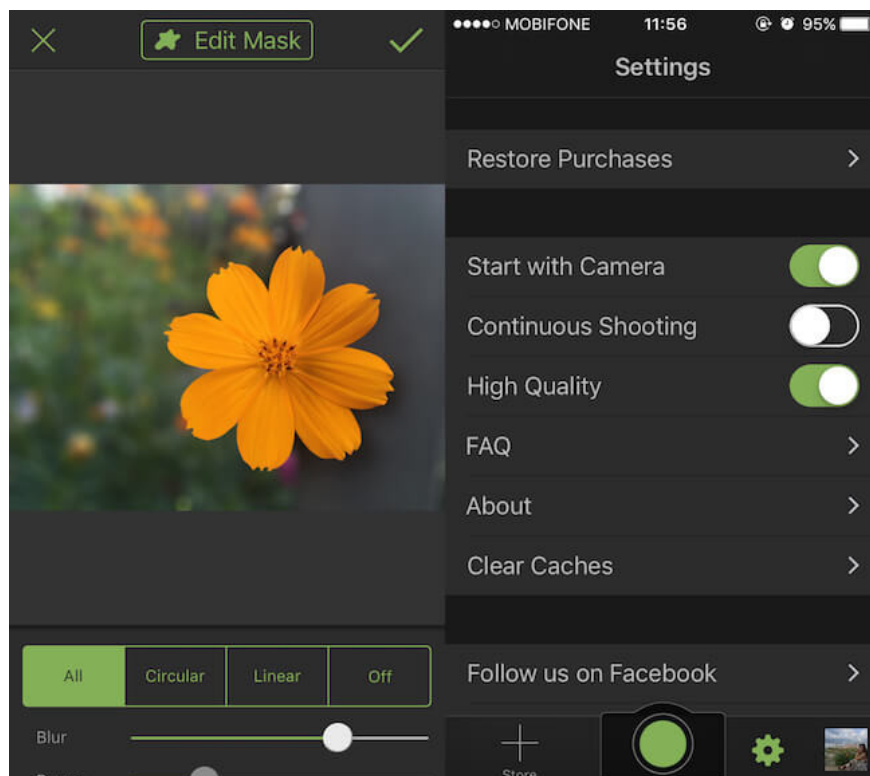 Edit Mask
All
Circular
Linear
Off
Blur
MOBIFONE
11:56
95%
Settings
Restore Purchases
Start with Camera
Continuous Shooting
High Quality
FAQ
About
Clear Caches
Follow us on Facebook
Store